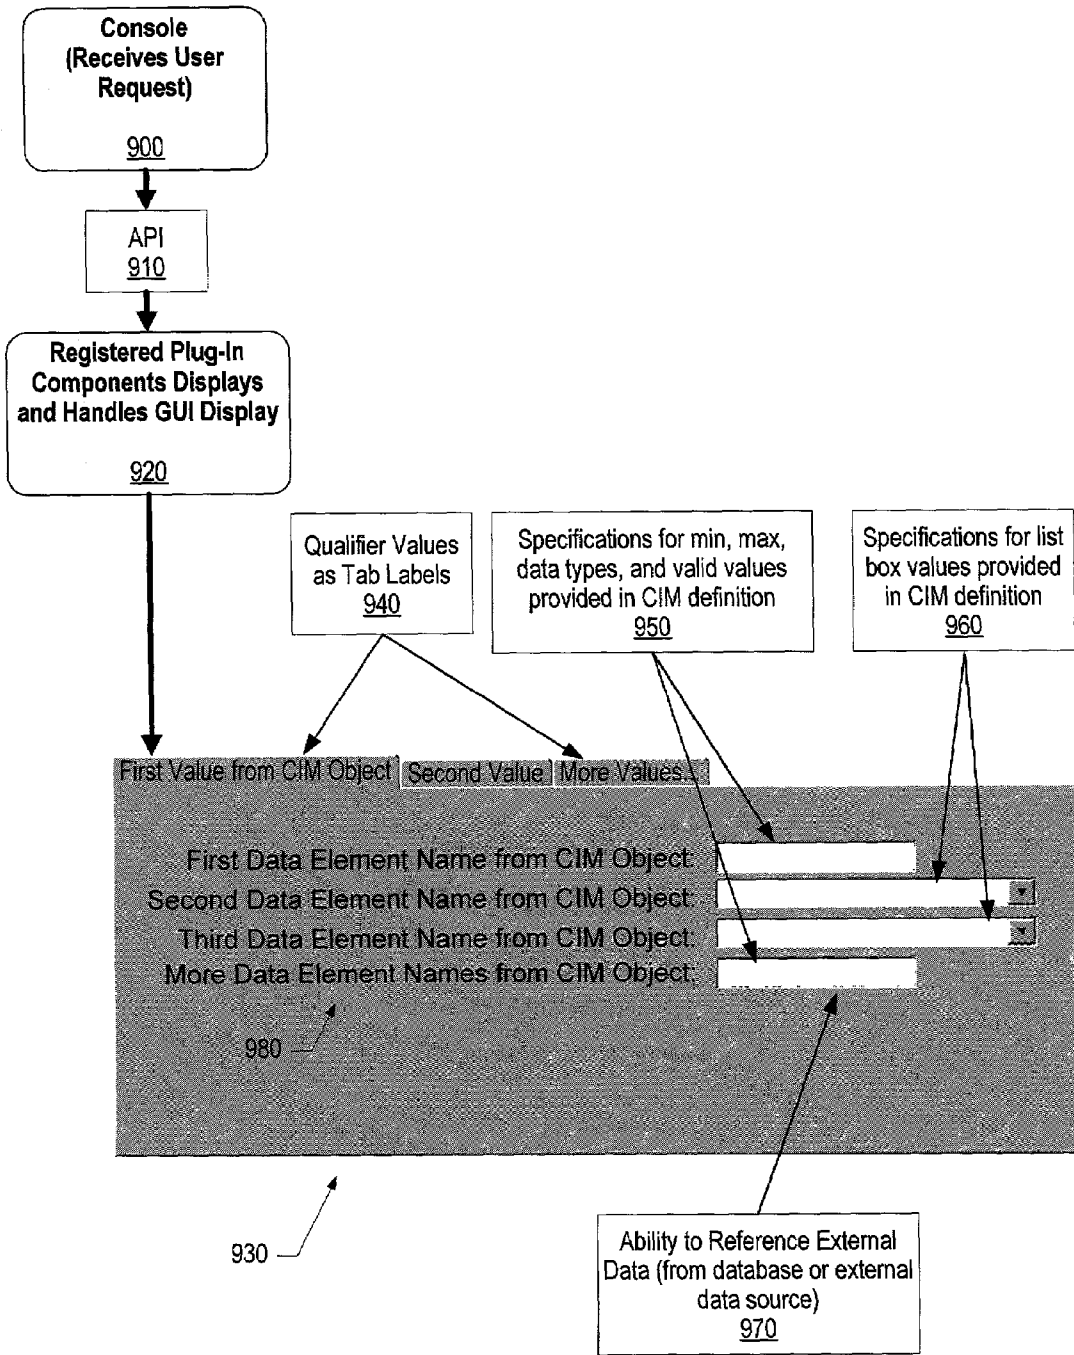 Console
(Receives User
Request)
900
API
910
Registered Plug-In
Components Displays
and Handles GUI Display
920
Qualifier Values
as Tab Labels
940
Specifications for min, max,
data types, and valid values
provided in CIM definition
950
Specifications for list
box values provided
in CIM definition
960
First Value from CIM Object
Second Value
More Values...
First Data Element Name from CIM Object:
Second Data Element Name from CIM Object:
Third Data Element Name from CIM Object:
More Data Element Names from CIM Object:
980
930
Ability to Reference External
Data (from database or external
data source)
970